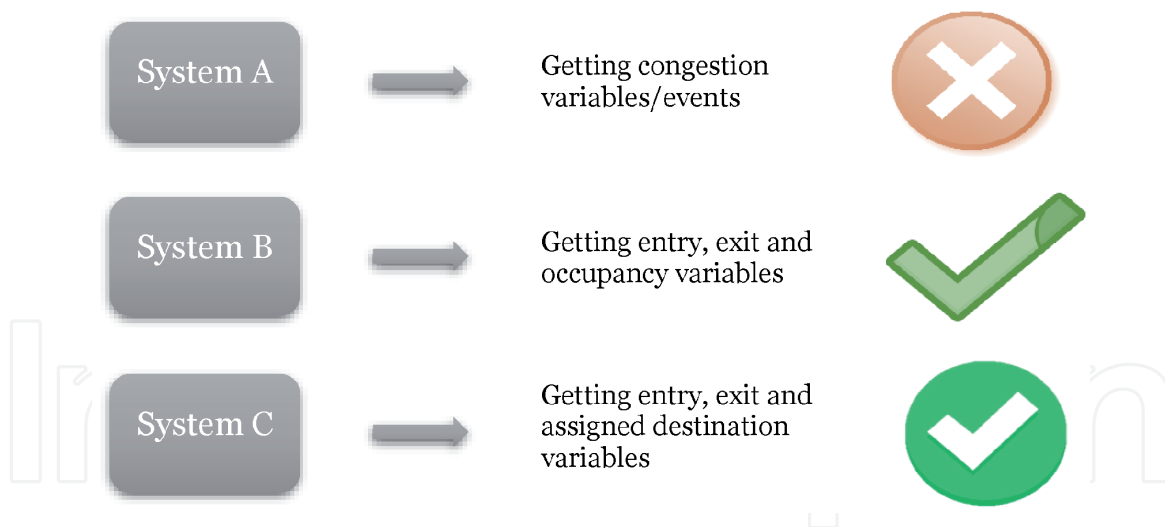 System A
Getting congestion
variables/events
System B
Getting entry, exit and
occupancy variables
System C
Getting entry, exit and
assigned destination
variables